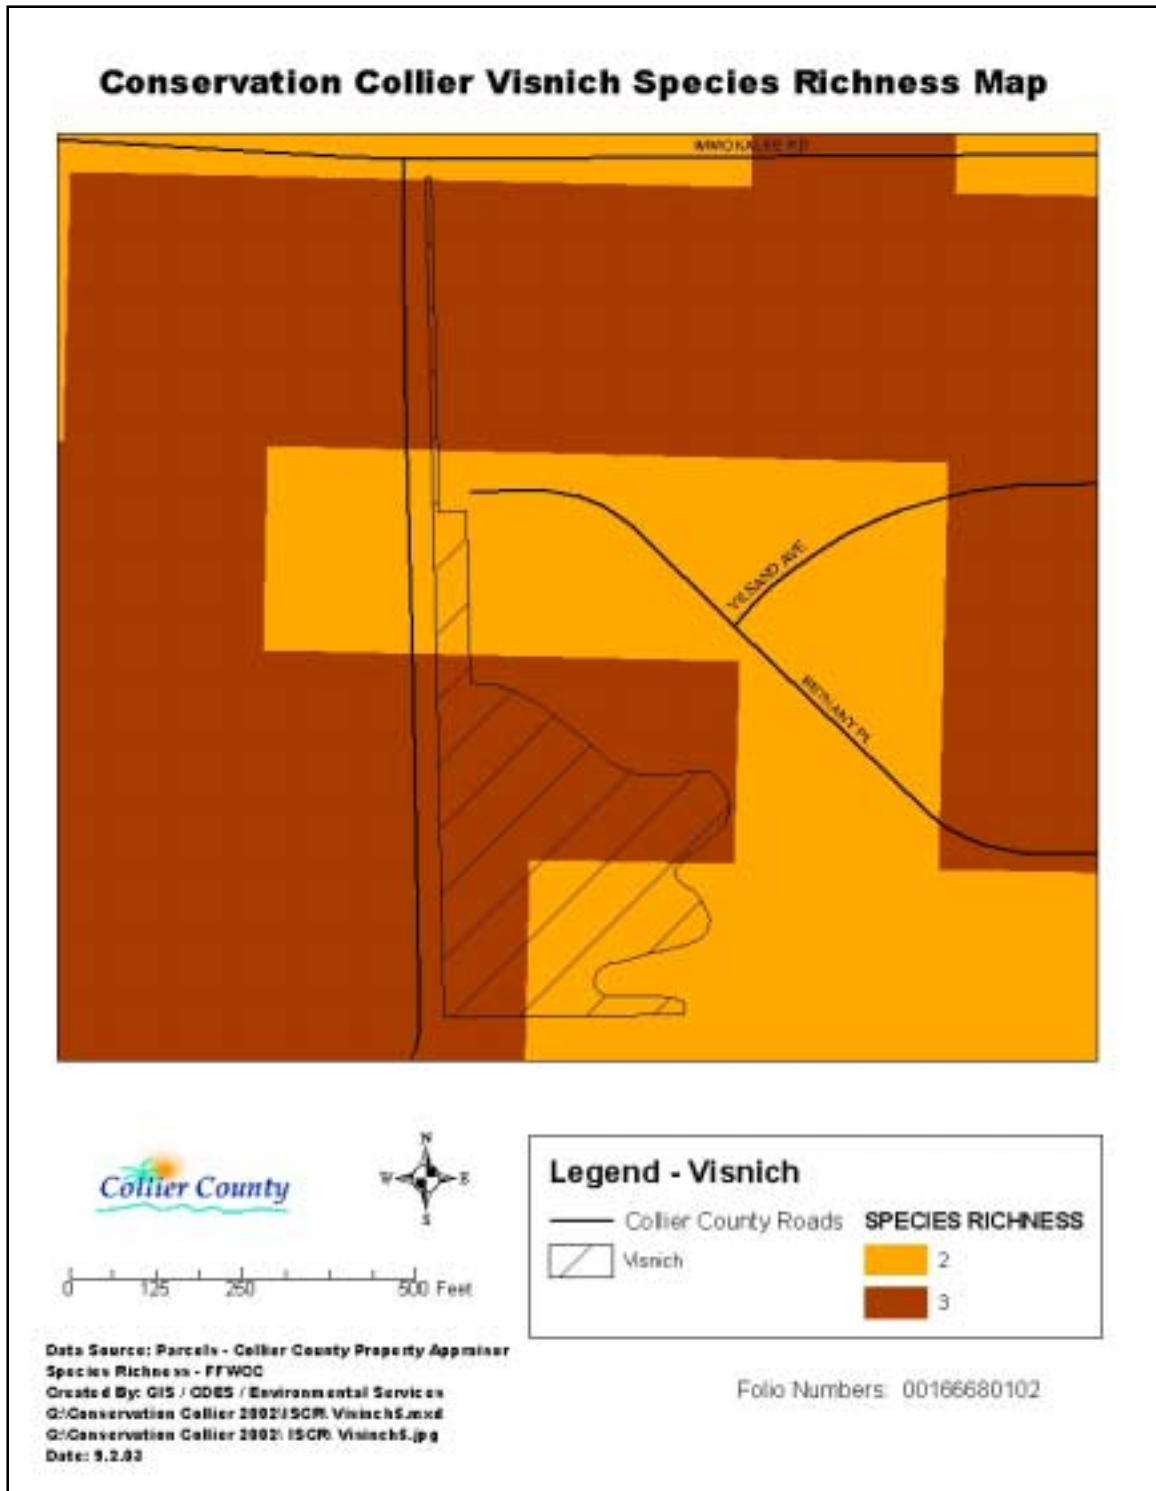 Conservation Collier Visnich Species Richness Map
IMMOKALEE RD
VILSAND AVE
BETHANY PL
Collier County
N
W
E
S
0 125 250 500 Feet
Legend - Visnich
Collier County Roads
Visnich
SPECIES RICHNESS
2
3
Data Source: Parcels - Collier County Property Appraiser
Species Richness - FFWCC
Created By: GIS / CDES / Environmental Services
G:\Conservation Collier 2002\ISCR\ Visinch5.mxd
G:\Conservation Collier 2002\ ISCR\ Visinch5.jpg
Date: 9.2.03
Folio Numbers: 00166680102